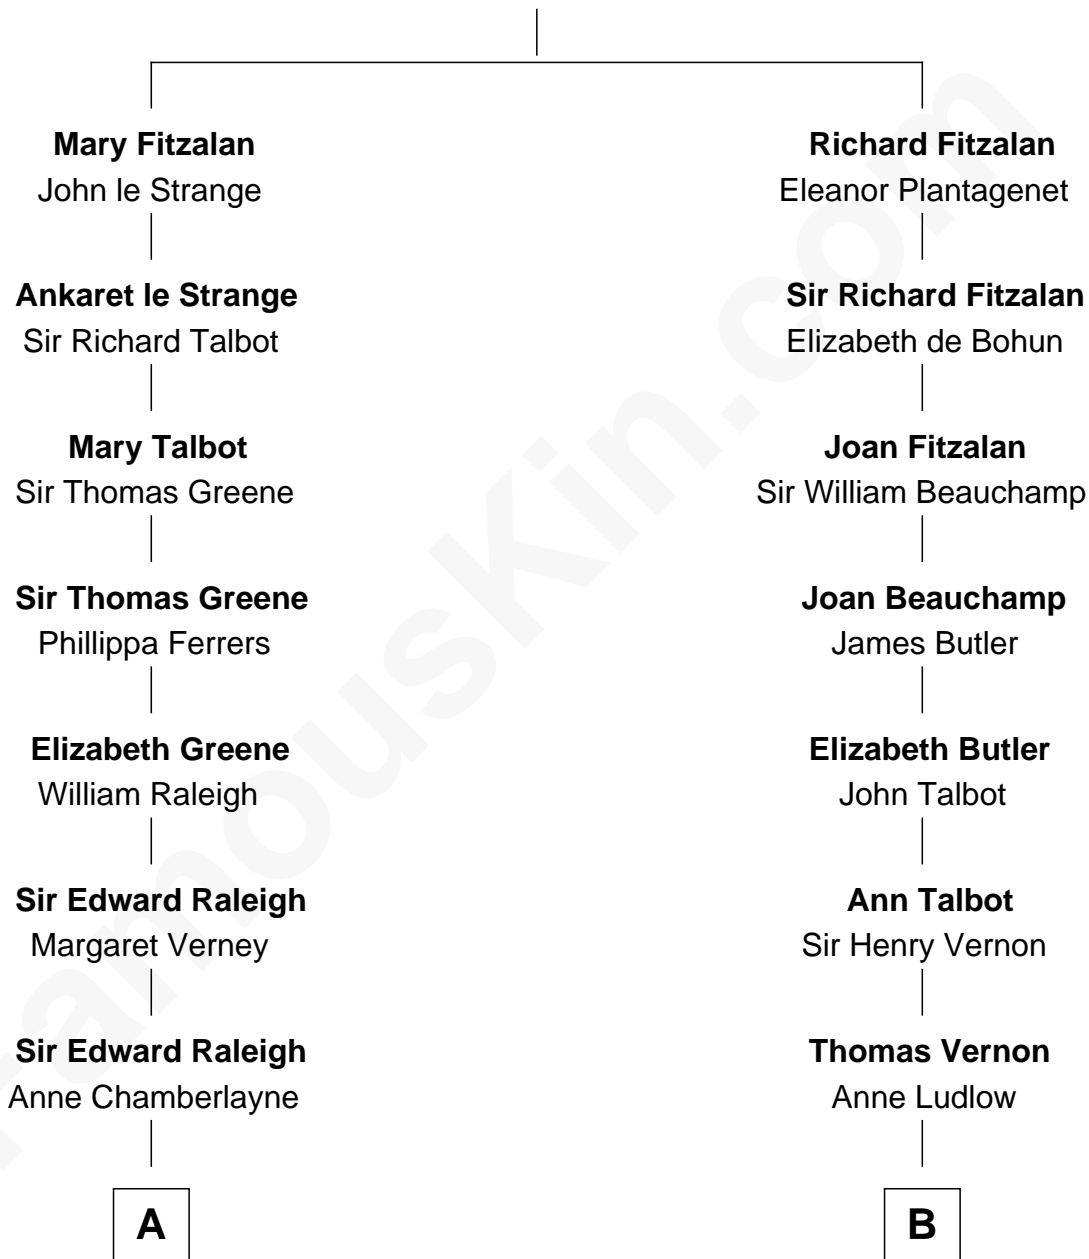 Mary Fitzalan
John le Strange
Ankaret le Strange
Sir Richard Talbot
Mary Talbot
Sir Thomas Greene
Sir Thomas Greene
Phillippa Ferrers
Elizabeth Greene
William Raleigh
Sir Edward Raleigh
Margaret Verney
Sir Edward Raleigh
Anne Chamberlayne
A
Richard Fitzalan
Eleanor Plantagenet
Sir Richard Fitzalan
Elizabeth de Bohun
Joan Fitzalan
Sir William Beauchamp
Joan Beauchamp
James Butler
Elizabeth Butler
John Talbot
Ann Talbot
Sir Henry Vernon
Thomas Vernon
Anne Ludlow
B
FamousKin.com